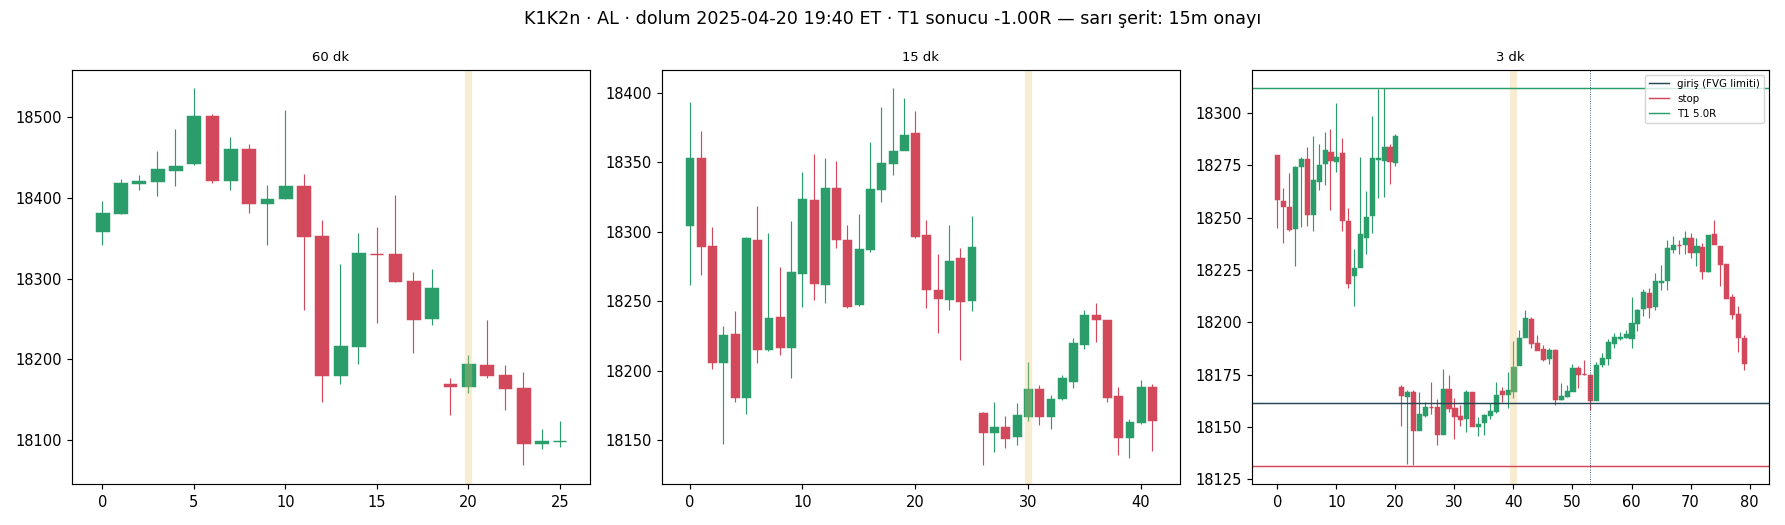 K1K2n · AL · dolum 2025-04-20 19:40 ET · T1 sonucu -1.00R — sarı şerit: 15m onayı
60 dk
18500
18400
18300
18200
18100
0 5 10 15 20 25
15 dk
18400
18350
18300
18250
18200
18150
0 10 20 30 40
3 dk
giriş (FVG limiti)
stop
T1 5.0R
18300
18275
18250
18225
18200
18175
18150
18125
0 10 20 30 40 50 60 70 80